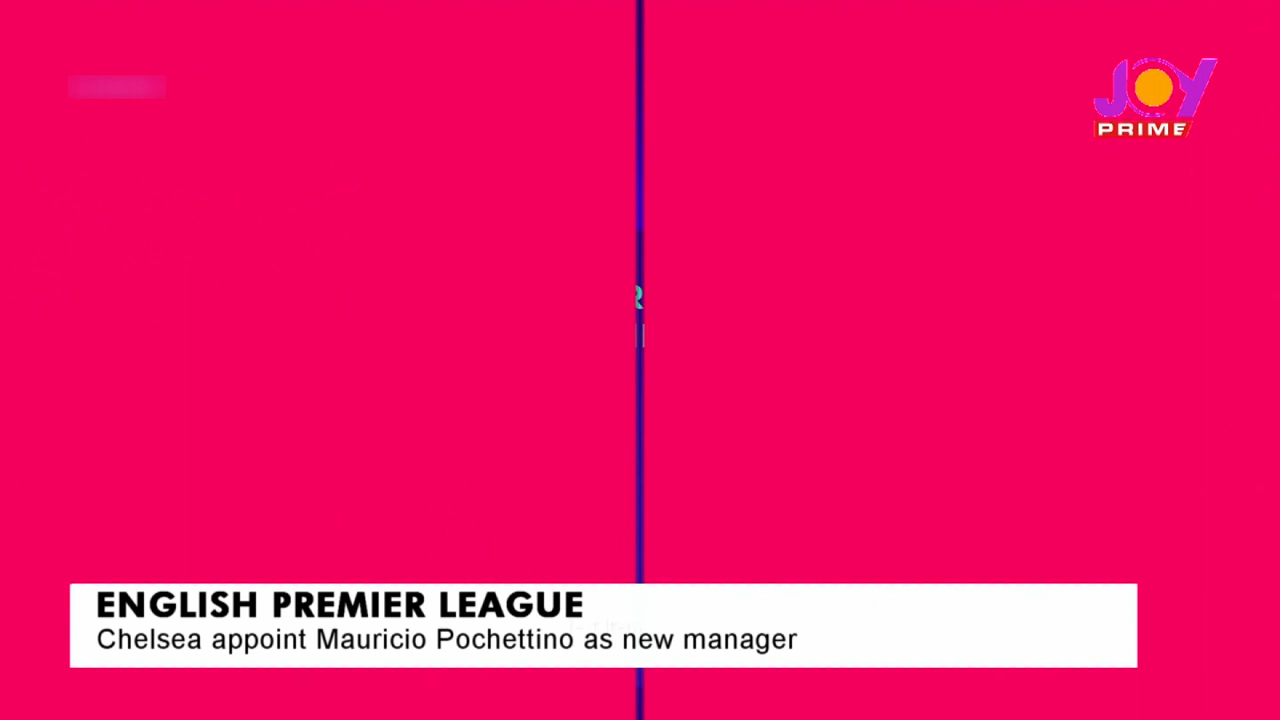 JOY
PRIME
R
ENGLISH PREMIER LEAGUE
Chelsea appoint Mauricio Pochettino as new manager